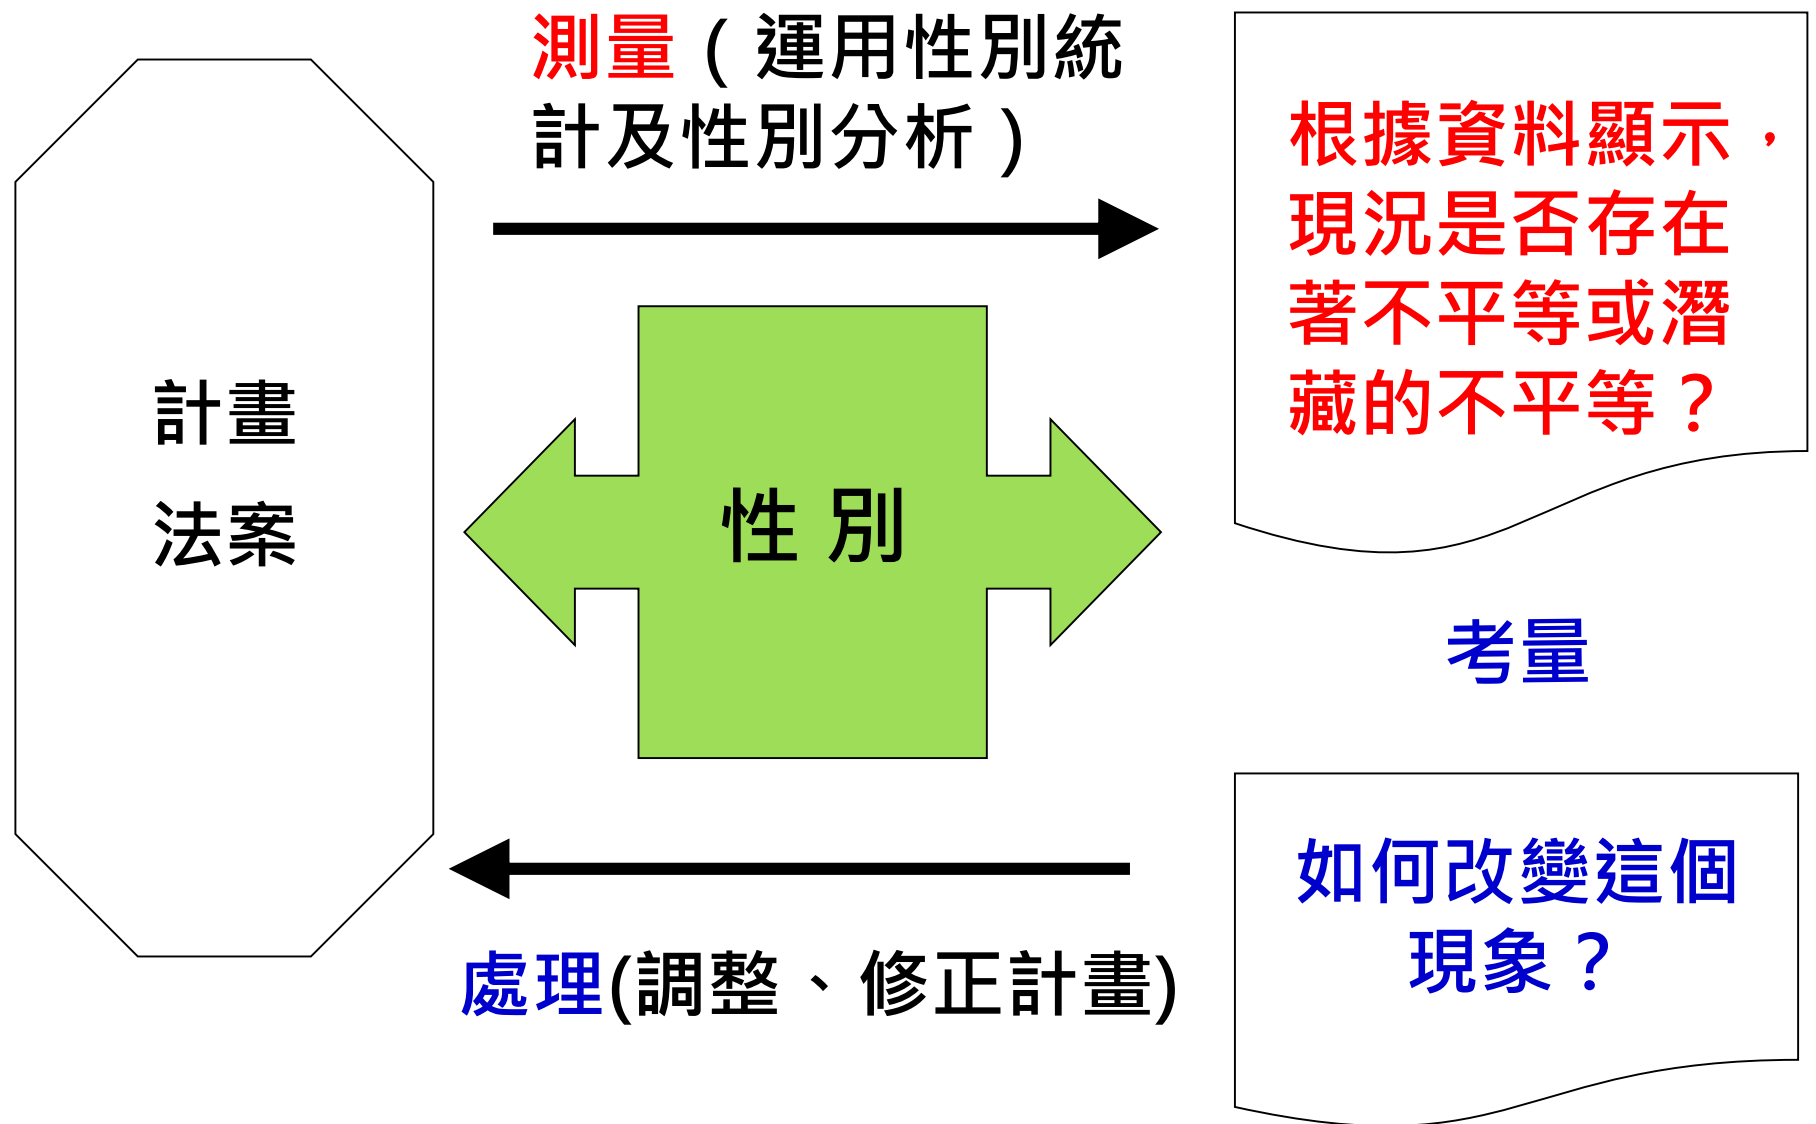 測量（運用性別統
計及性別分析）
根據資料顯示，
現況是否存在
著不平等或潛
藏的不平等？
計畫
法案
性 別
考量
如何改變這個
現象？
處理(調整、修正計畫)